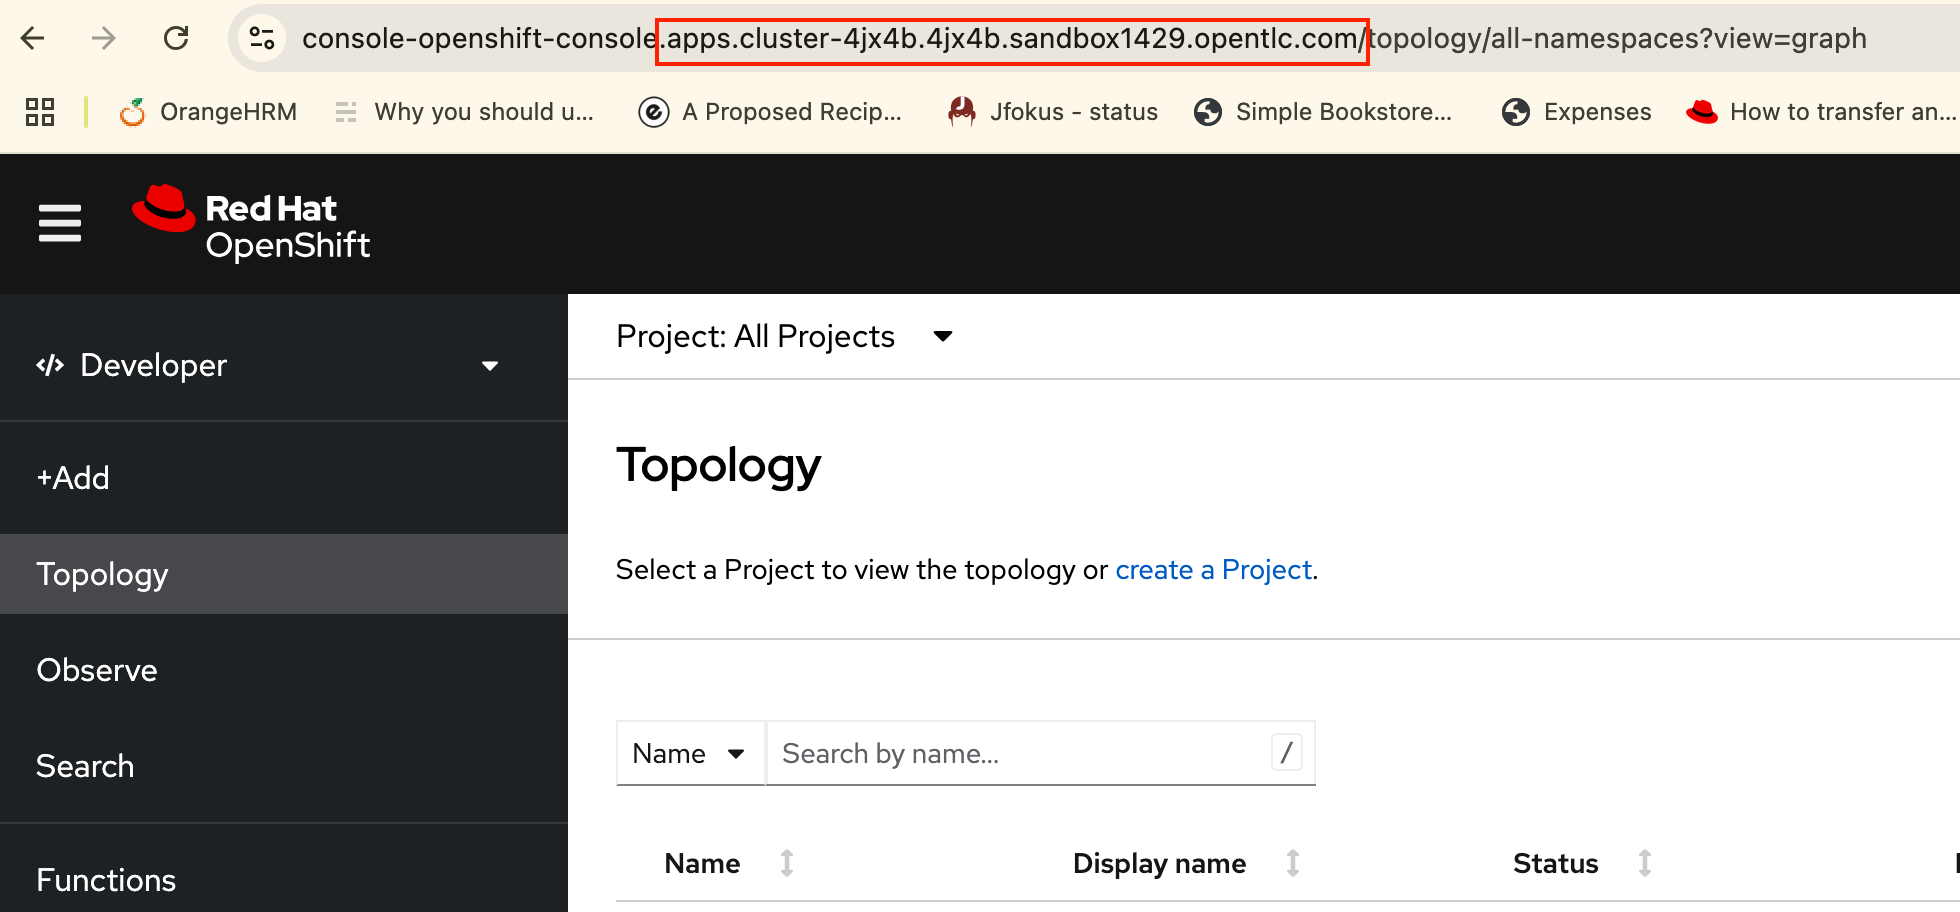 console-openshift-console.apps.cluster-4jx4b.4jx4b.sandbox1429.opentlc.com/topology/all-namespaces?view=graph
OrangeHRM Why you should u... A Proposed Recip... Jfokus - status Simple Bookstore... Expenses How to transfer an...
Red Hat
OpenShift
Project: All Projects
</> Developer
Topology
+Add
Select a Project to view the topology or create a Project.
Topology
Observe
Name Search by name... /
Search
Name Display name Status
Functions